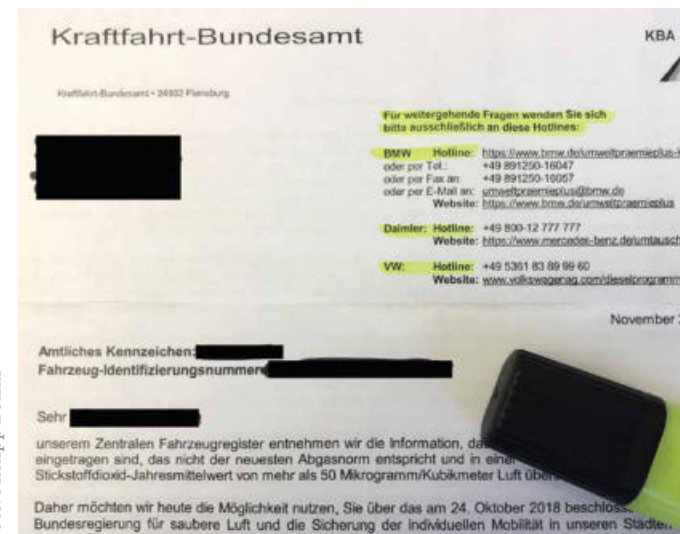 Kraftfahrt-Bundesamt
KBA
Kraftfahrt-Bundesamt • 24932 Flensburg
Für weitergehende Fragen wenden Sie sich
bitte ausschließlich an diese Hotlines:
BMW Hotline: https://www.bmw.de/umweltpraemieplus-
oder per Tel.: +49 891250-16047
oder per Fax an: +49 891250-16057
oder per E-Mail an: umweltpraemieplus@bmw.de
Website: https://www.bmw.de/umweltpraemieplus
Daimler: Hotline: +49 800-12 777 777
Website: https://www.mercedes-benz.de/umtausch
VW: Hotline: +49 5361 83 89 99 60
Website: www.volkswagenag.com/dieselprogramm
November
Amtliches Kennzeichen:
Fahrzeug-Identifizierungsnummer
Sehr
unserem Zentralen Fahrzeugregister entnehmen wir die Information, da
eingetragen sind, das nicht der neuesten Abgasnorm entspricht und in einer
Stickstoffdioxid-Jahresmittelwert von mehr als 50 Mikrogramm/Kubikmeter Luft über
Daher möchten wir heute die Möglichkeit nutzen, Sie über das am 24. Oktober 2018 beschloss
Bundesregierung für saubere Luft und die Sicherung der individuellen Mobilität in unseren Städten